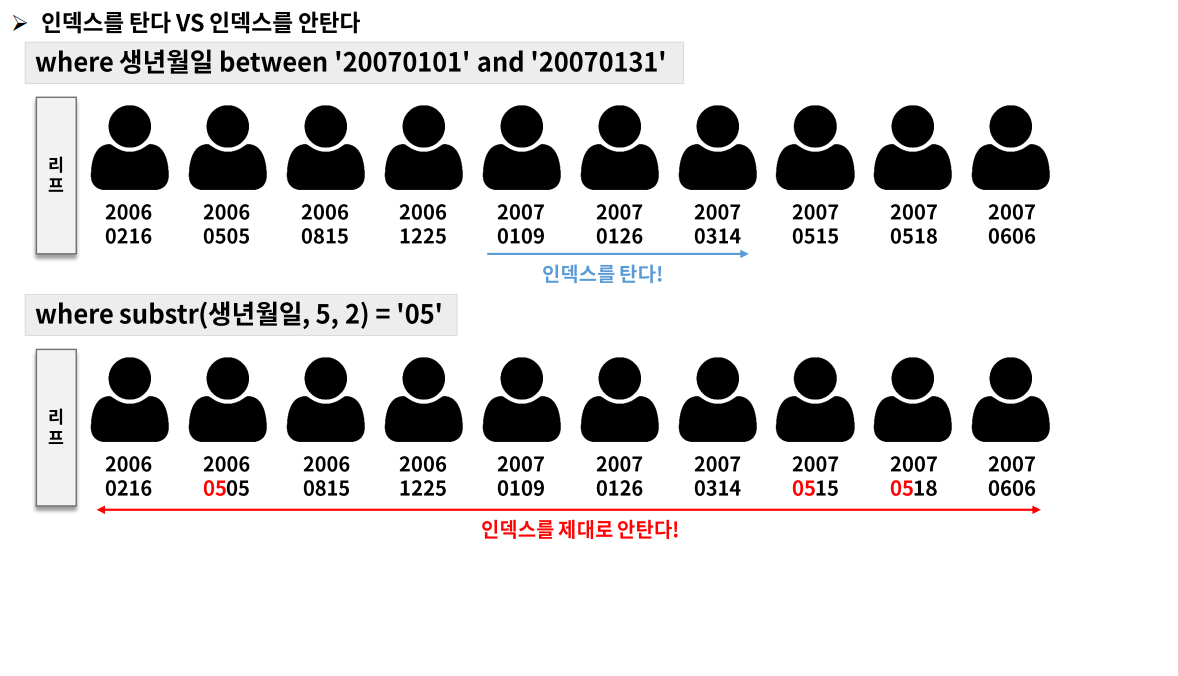 ➢ 인덱스를 탄다 VS 인덱스를 안탄다
where 생년월일 between '20070101' and '20070131'
리
프
2006 2006 2006 2006 2007 2007 2007 2007 2007 2007
0216 0505 0815 1225 0109 0126 0314 0515 0518 0606
인덱스를 탄다!
where substr(생년월일, 5, 2) = '05'
리
프
2006 2006 2006 2006 2007 2007 2007 2007 2007 2007
0216 0505 0815 1225 0109 0126 0314 0515 0518 0606
인덱스를 제대로 안탄다!